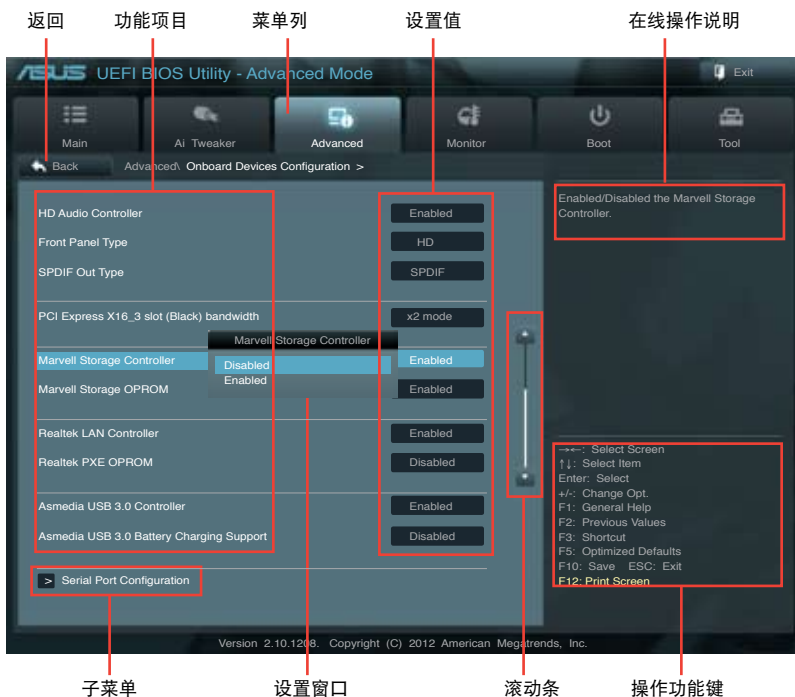 返回 功能项目 菜单列 设置值 在线操作说明
ASUS UEFI BIOS Utility - Advanced Mode Exit
Main Ai Tweaker Advanced Monitor Boot Tool
Back Advanced\ Onboard Devices Configuration >
HD Audio Controller Enabled
Front Panel Type HD
SPDIF Out Type SPDIF
PCI Express X16_3 slot (Black) bandwidth x2 mode
Marvell Storage Controller
Marvell Storage Controller Enabled
Disabled
Enabled
Marvell Storage OPROM Enabled
Realtek LAN Controller Enabled
Realtek PXE OPROM Disabled
Asmedia USB 3.0 Controller Enabled
Asmedia USB 3.0 Battery Charging Support Disabled
> Serial Port Configuration
Enabled/Disabled the Marvell Storage
Controller.
→←: Select Screen
↑↓: Select Item
Enter: Select
+/-: Change Opt.
F1: General Help
F2: Previous Values
F3: Shortcut
F5: Optimized Defaults
F10: Save ESC: Exit
F12: Print Screen
Version 2.10.1208. Copyright (C) 2012 American Megatrends, Inc.
子菜单 设置窗口 滚动条 操作功能键